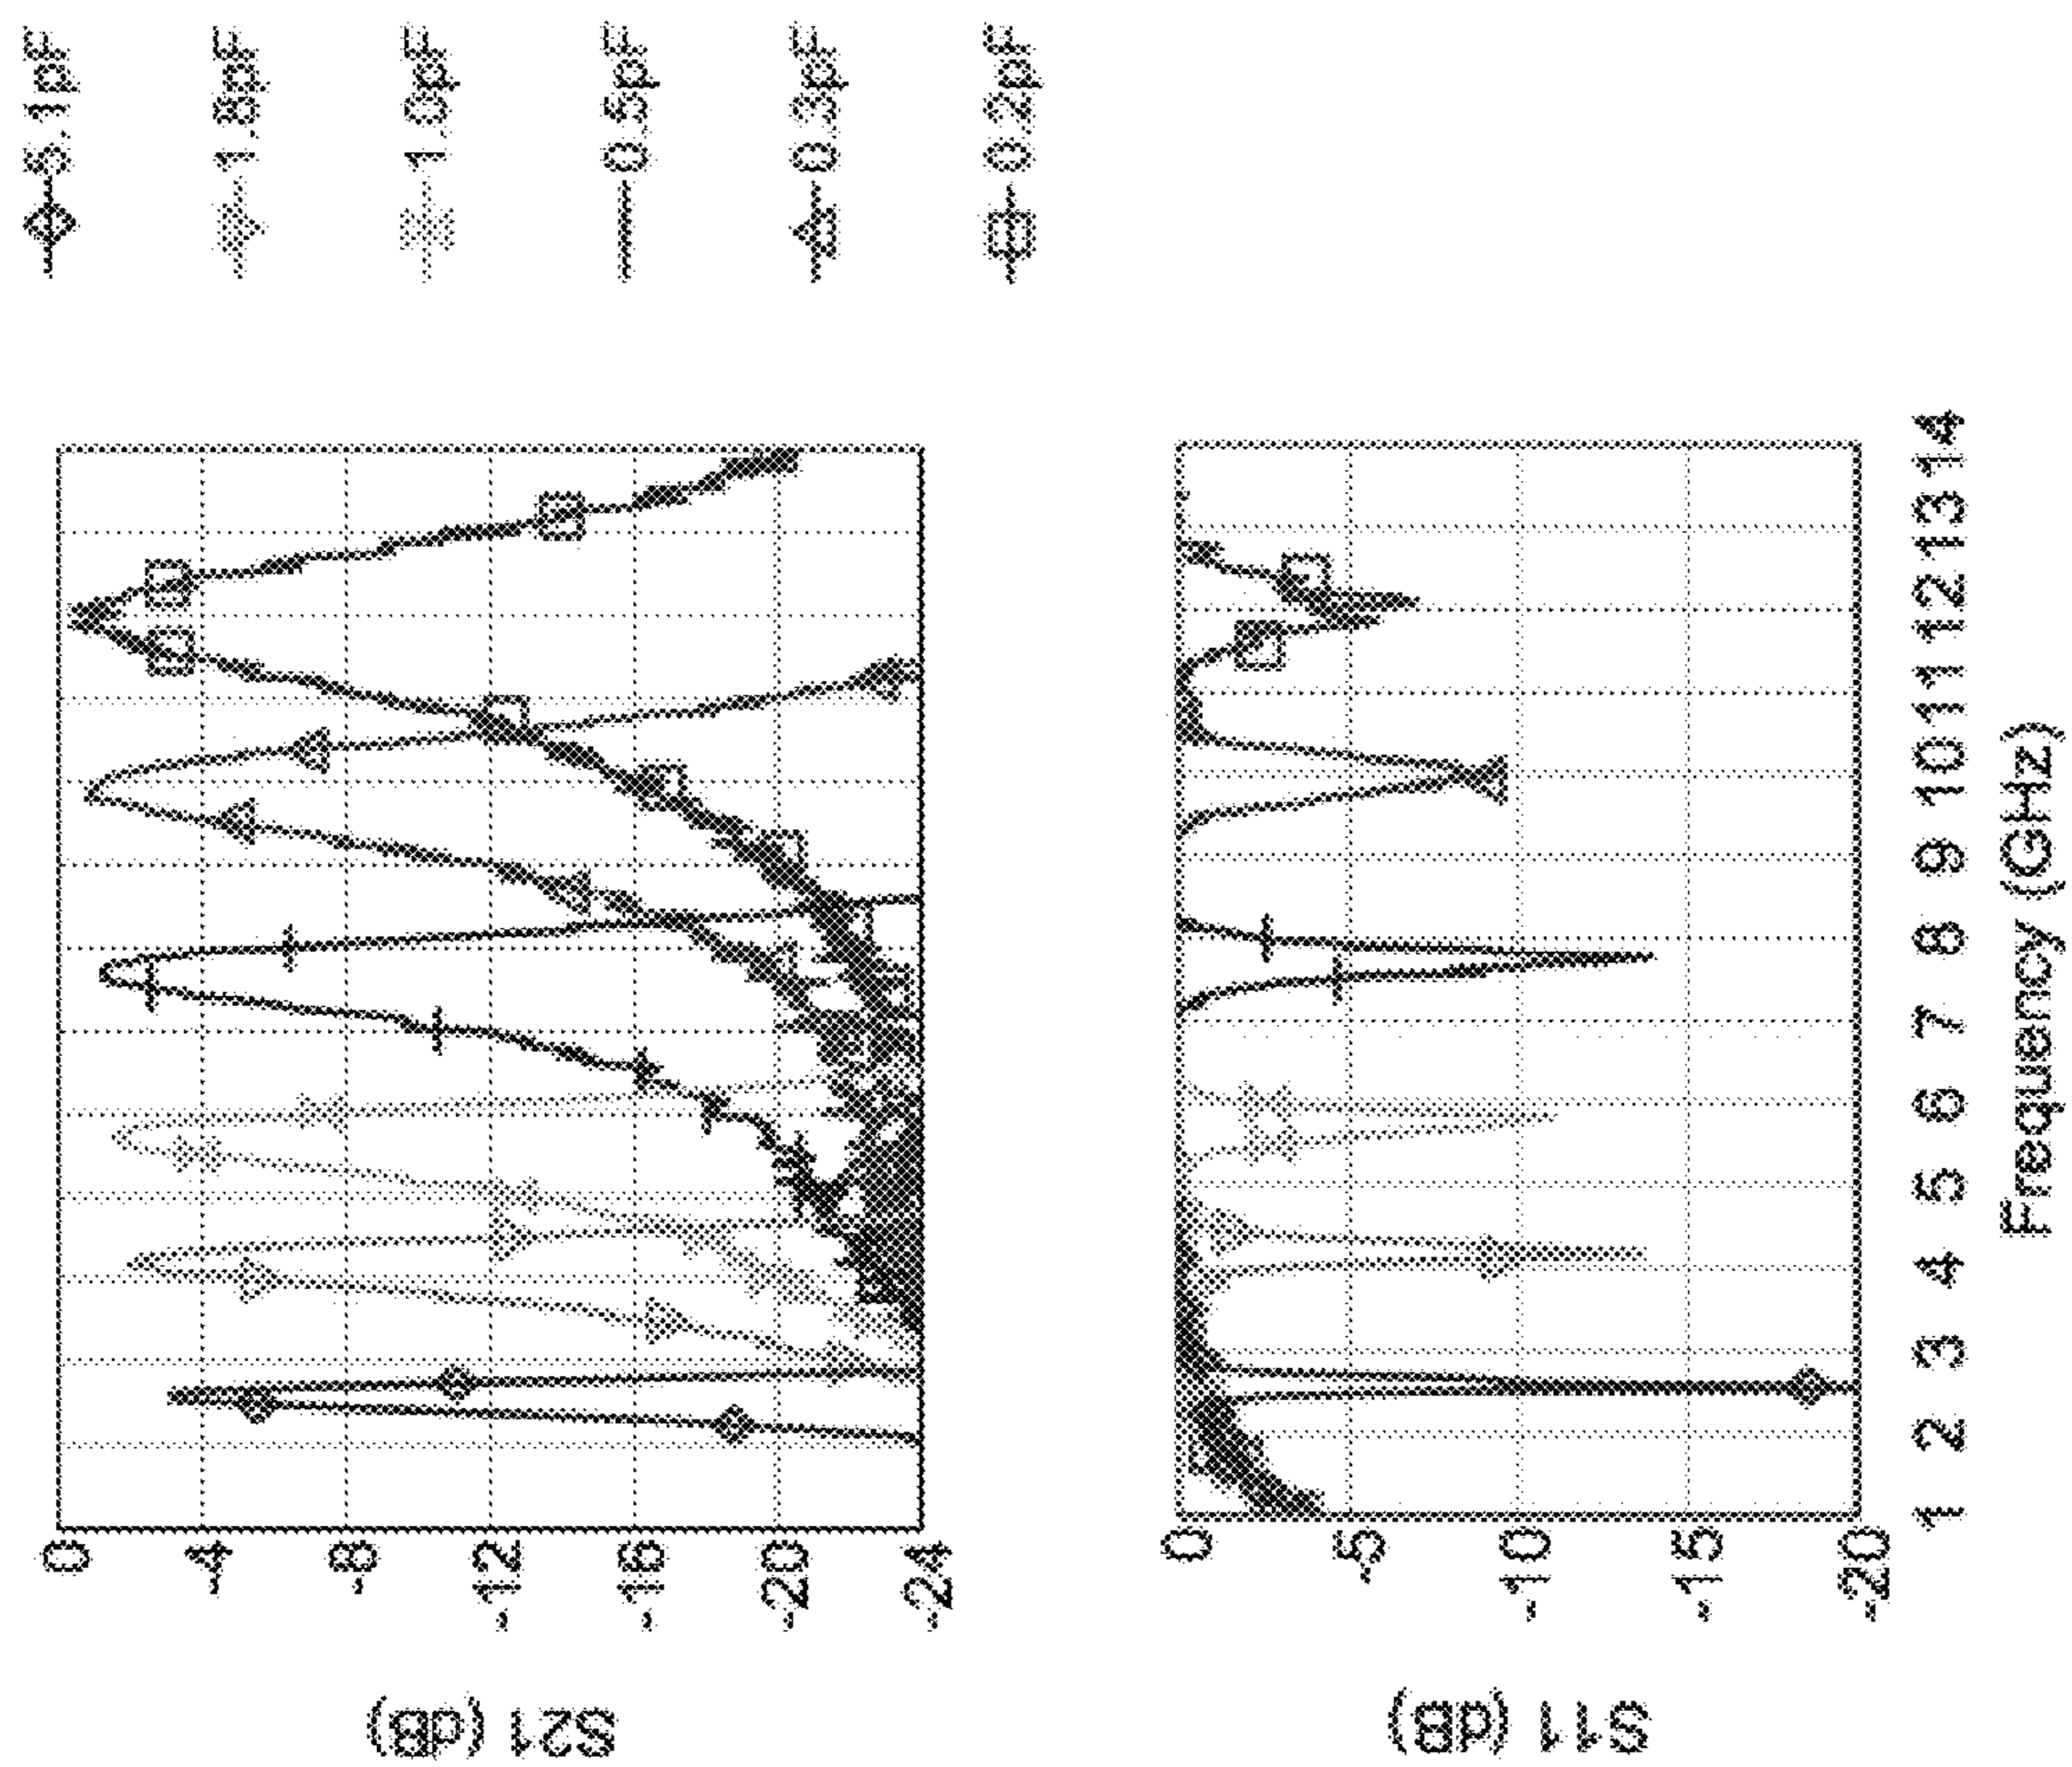 5.1pF
1.8pF
1.0pF
0.5pF
0.3pF
0.2pF
S21 (dB)
0
-4
-8
-12
-16
-20
-24
S11 (dB)
0
-5
-10
-15
-20
1 2 3 4 5 6 7 8 9 10 11 12 13 14
Frequency (GHz)